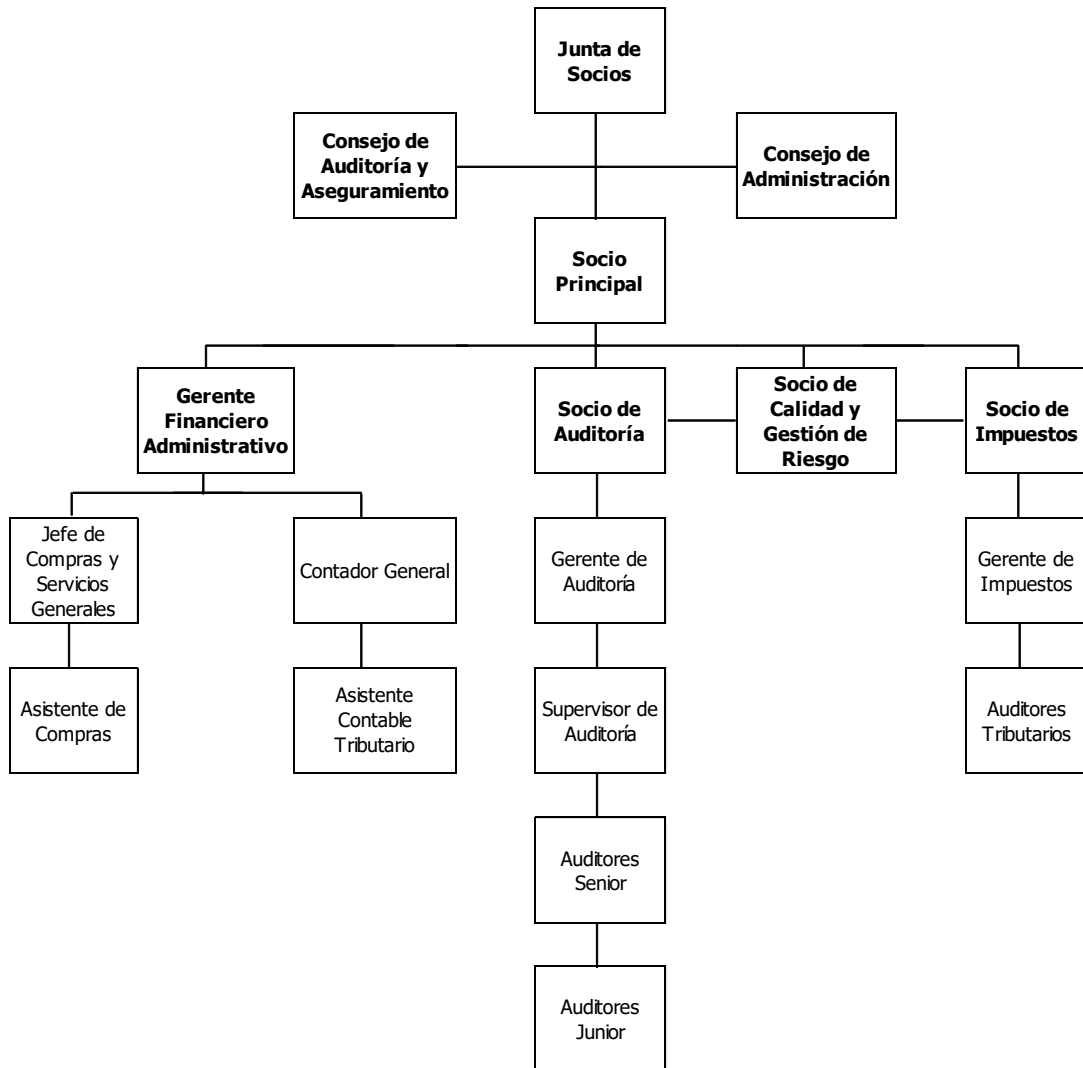 Junta de
Socios
Consejo de
Auditoría y
Aseguramiento
Consejo de
Administración
Socio
Principal
Gerente
Financiero
Administrativo
Socio de
Auditoría
Socio de
Calidad y
Gestión de
Riesgo
Socio de
Impuestos
Jefe de
Compras y
Servicios
Generales
Contador General
Gerente de
Auditoría
Gerente de
Impuestos
Asistente de
Compras
Asistente
Contable
Tributario
Supervisor de
Auditoría
Auditores
Tributarios
Auditores
Senior
Auditores
Junior